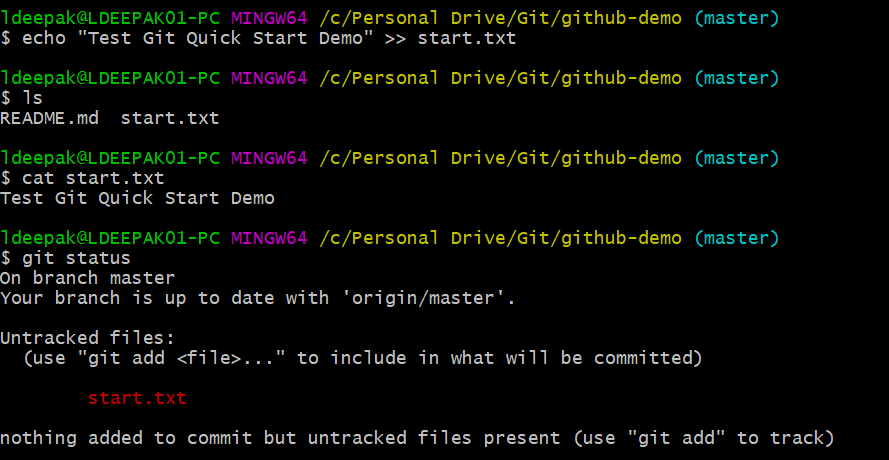 ldeepak@LDEEPAK01-PC MINGW64 /c/Personal Drive/Git/github-demo (master)
$ echo "Test Git Quick Start Demo" >> start.txt

ldeepak@LDEEPAK01-PC MINGW64 /c/Personal Drive/Git/github-demo (master)
$ ls
README.md  start.txt

ldeepak@LDEEPAK01-PC MINGW64 /c/Personal Drive/Git/github-demo (master)
$ cat start.txt
Test Git Quick Start Demo

ldeepak@LDEEPAK01-PC MINGW64 /c/Personal Drive/Git/github-demo (master)
$ git status
On branch master
Your branch is up to date with 'origin/master'.

Untracked files:
  (use "git add <file>..." to include in what will be committed)

        start.txt

nothing added to commit but untracked files present (use "git add" to track)